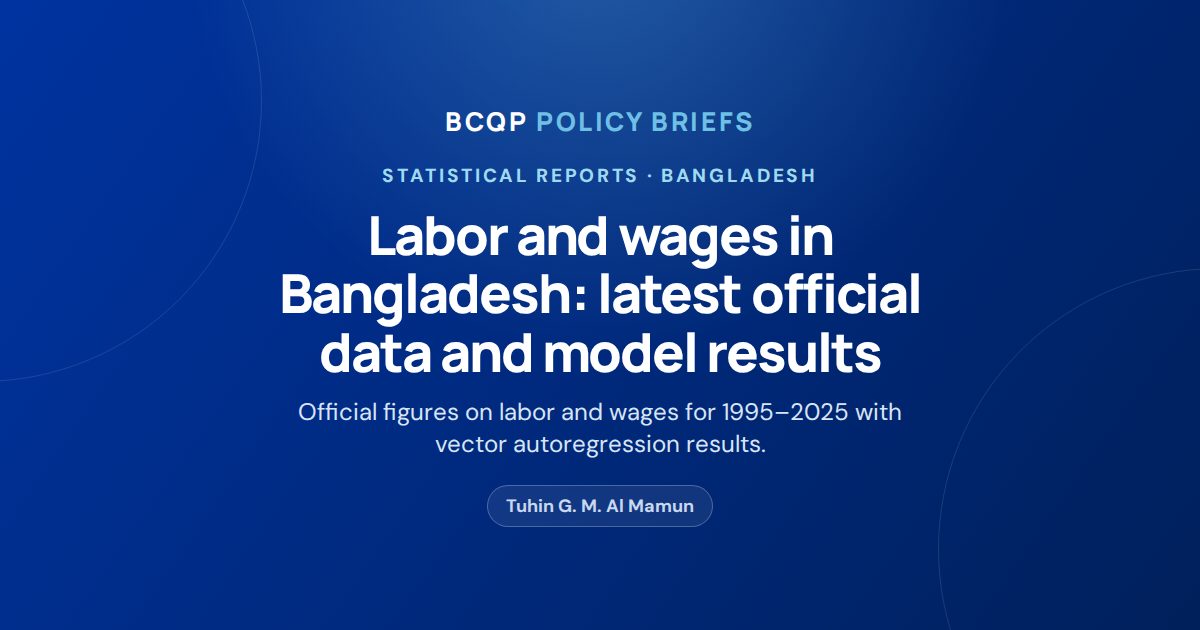 BCQP POLICY BRIEFS
STATISTICAL REPORTS · BANGLADESH
Labor and wages in
Bangladesh: latest official
data and model results
Official figures on labor and wages for 1995–2025 with
vector autoregression results.
Tuhin G. M. Al Mamun